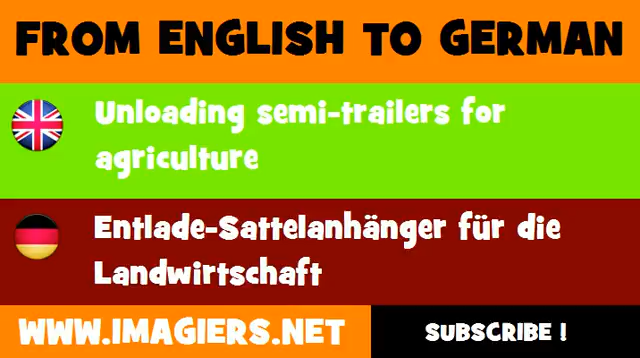 FROM ENGLISH TO GERMAN
Unloading semi-trailers for
agriculture
Entlade-Sattelanhänger für die
Landwirtschaft
WWW.IMAGIERS.NET
SUBSCRIBE !